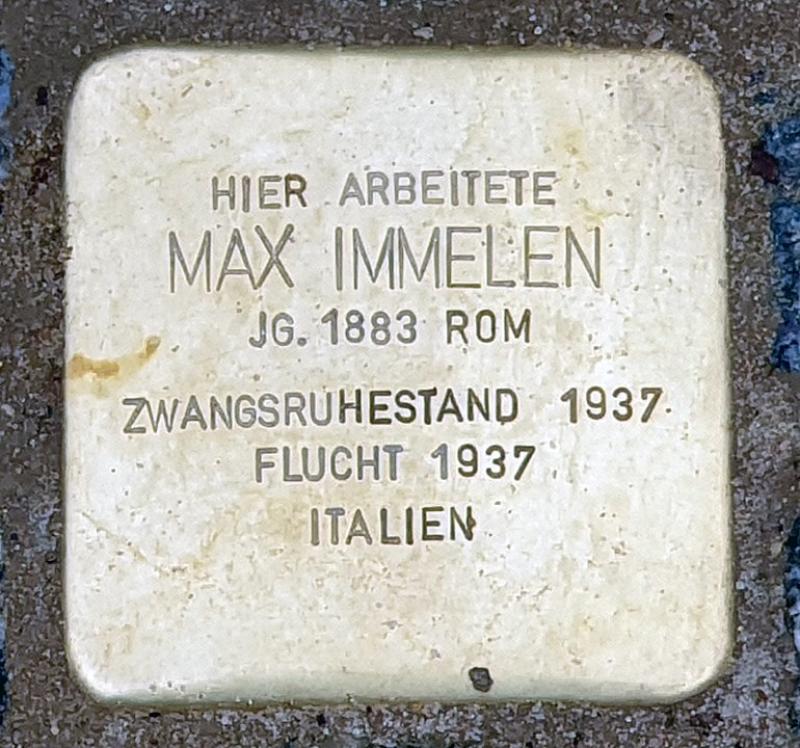 HIER ARBEITETE
MAX IMMELEN
JG. 1883 ROM
ZWANGSRUHESTAND 1937
FLUCHT 1937
ITALIEN